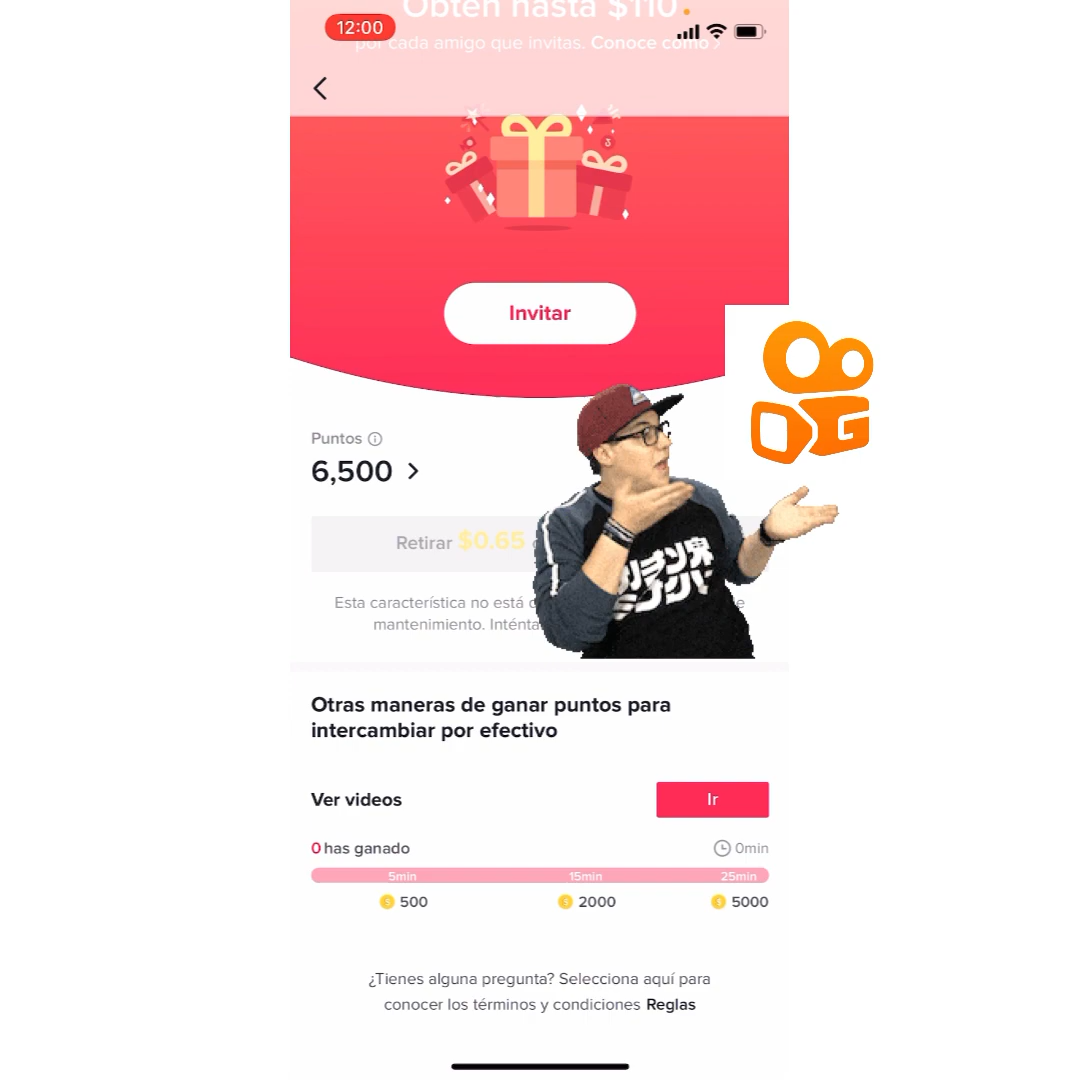 Obtén hasta $110
12:00
por cada amigo que invitas. Conoce cómo
Invitar
Puntos
6,500
Retirar $0.65
Esta característica no está
mantenimiento.
Otras maneras de ganar puntos para
intercambiar por efectivo
Ver videos
Ir
0 has ganado
0min
5min
15min
25min
500
2000
5000
¿Tienes alguna pregunta? Selecciona aquí para
conocer los términos y condiciones Reglas